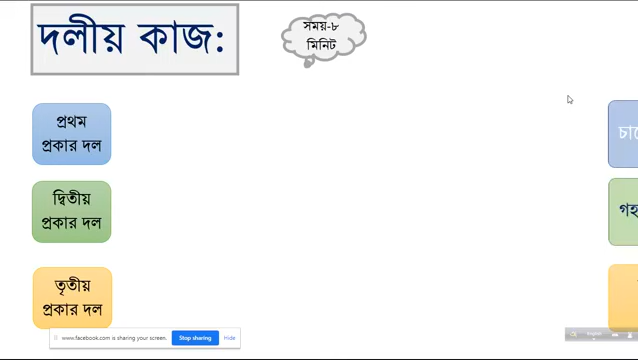 দলীয় কাজ:
সময়-৮
মিনিট
প্রথম
প্রকার দল
দ্বিতীয়
প্রকার দল
তৃতীয়
প্রকার দল
www.facebook.com is sharing your screen.
Stop sharing
Hide
English